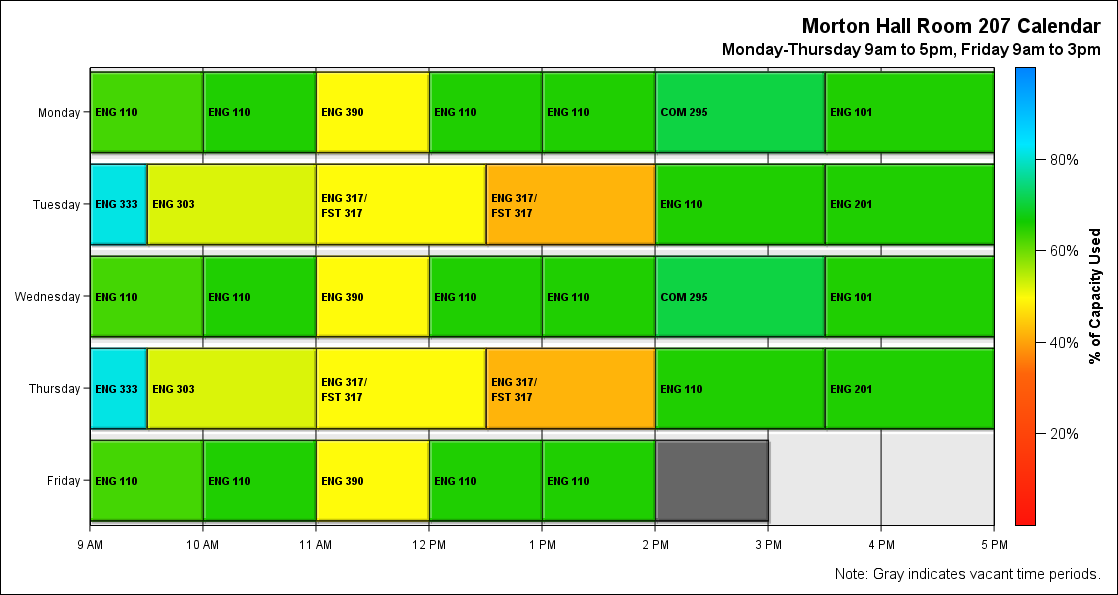 Morton Hall Room 207 Calendar
Monday-Thursday 9am to 5pm, Friday 9am to 3pm
Monday
ENG 110
ENG 110
ENG 390
ENG 110
ENG 110
COM 295
ENG 101
Tuesday
ENG 333
ENG 303
ENG 317/
FST 317
ENG 317/
FST 317
ENG 110
ENG 201
Wednesday
ENG 110
ENG 110
ENG 390
ENG 110
ENG 110
COM 295
ENG 101
Thursday
ENG 333
ENG 303
ENG 317/
FST 317
ENG 317/
FST 317
ENG 110
ENG 201
Friday
ENG 110
ENG 110
ENG 390
ENG 110
ENG 110
9 AM
10 AM
11 AM
12 PM
1 PM
2 PM
3 PM
4 PM
5 PM
80%
60%
40%
20%
% of Capacity Used
Note: Gray indicates vacant time periods.